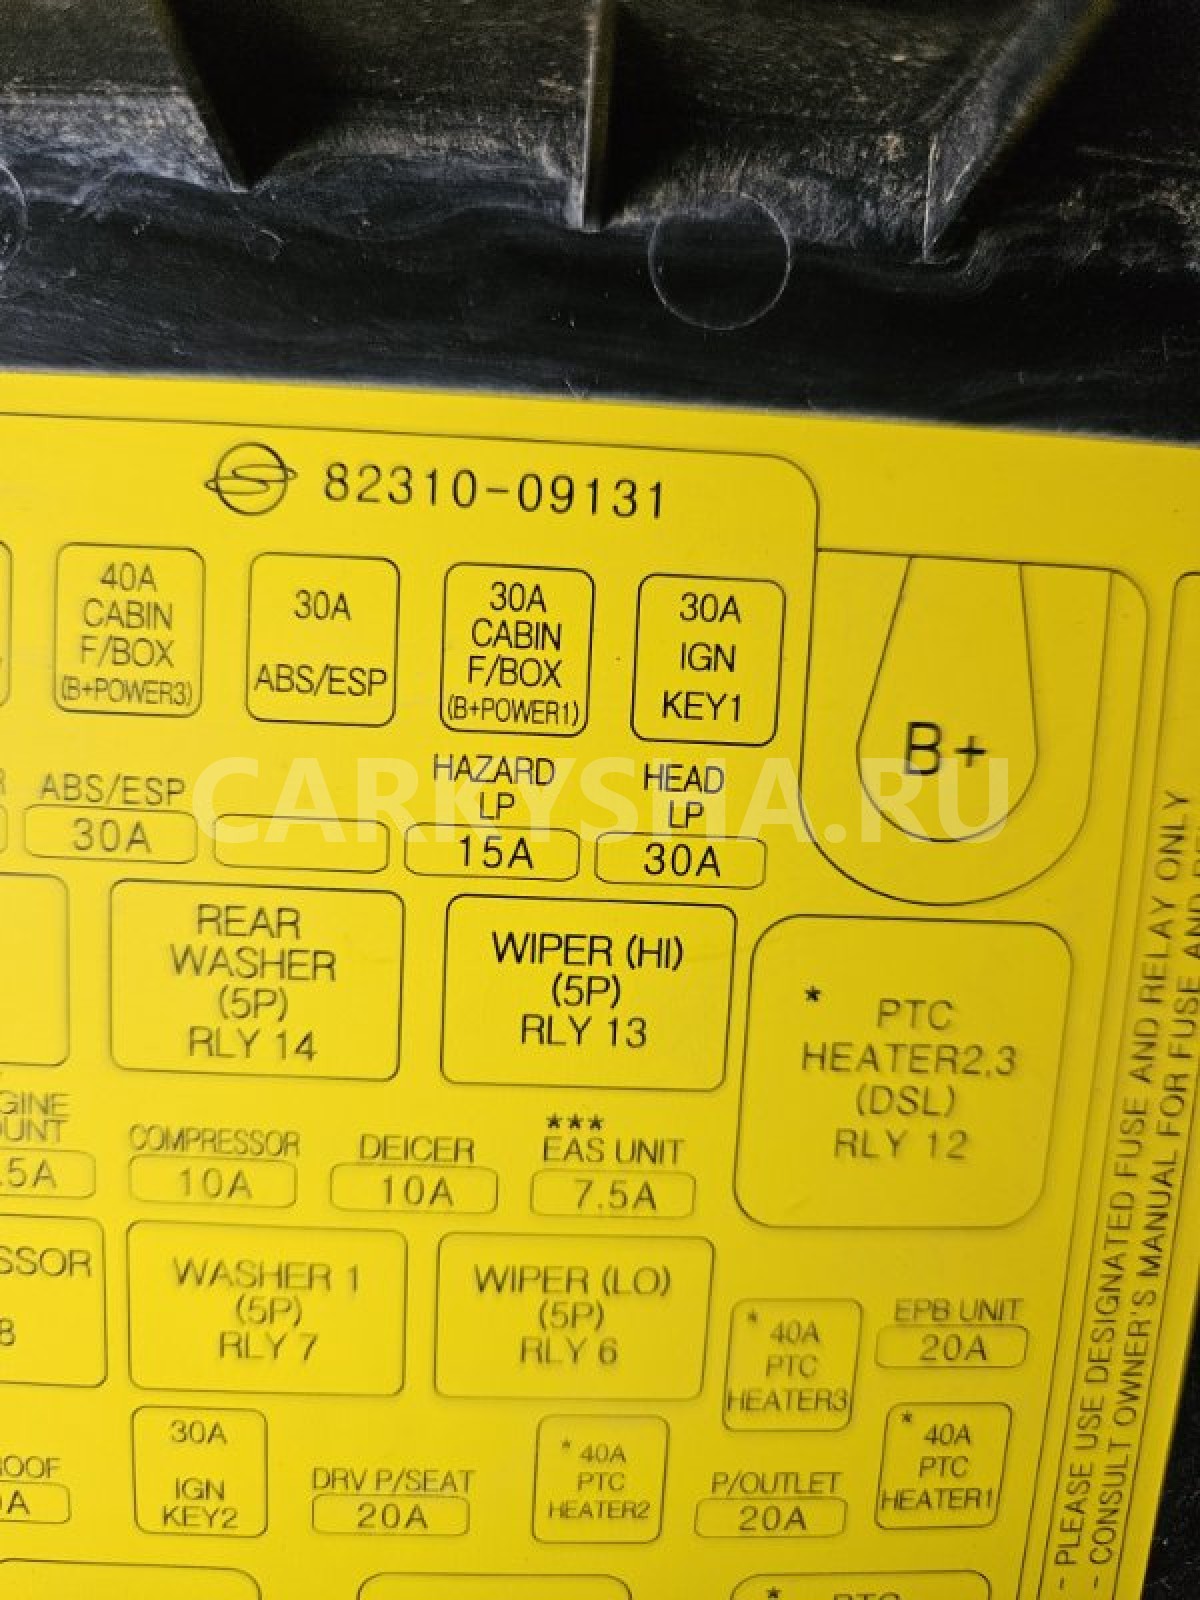 82310-09131
40A
CABIN
F/BOX
(B+POWER3)
30A
ABS/ESP
30A
CABIN
F/BOX
(B+POWER1)
30A
IGN
KEY1
B+
ABS/ESP
30A
HAZARD
LP
15A
HEAD
LP
30A
CARKYSHA.RU
REAR
WASHER
(5P)
RLY 14
WIPER (HI)
(5P)
RLY 13
* PTC
HEATER2.3
(DSL)
RLY 12
COMPRESSOR
10A
DEICER
10A
***
EAS UNIT
7.5A
WASHER 1
(5P)
RLY 7
WIPER (LO)
(5P)
RLY 6
* 40A
PTC
HEATER3
EPB UNIT
20A
30A
IGN
KEY2
DRV P/SEAT
20A
* 40A
PTC
HEATER2
P/OUTLET
20A
* 40A
PTC
HEATER1
* PTC
- PLEASE USE DESIGNATED FUSE AND RELAY ONLY
- CONSULT OWNER'S MANUAL FOR FUSE AND